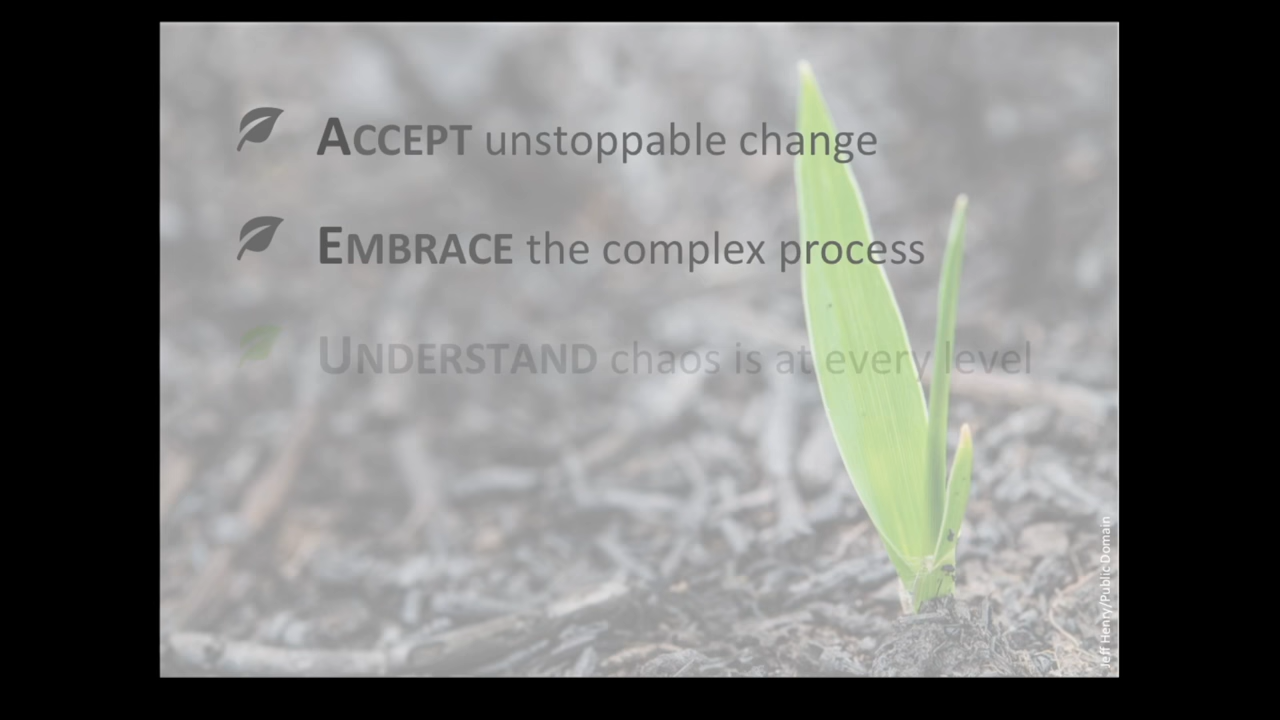 ACCEPT unstoppable change
EMBRACE the complex process
UNDERSTAND chaos is at every level
Jeff Henry/Public Domain